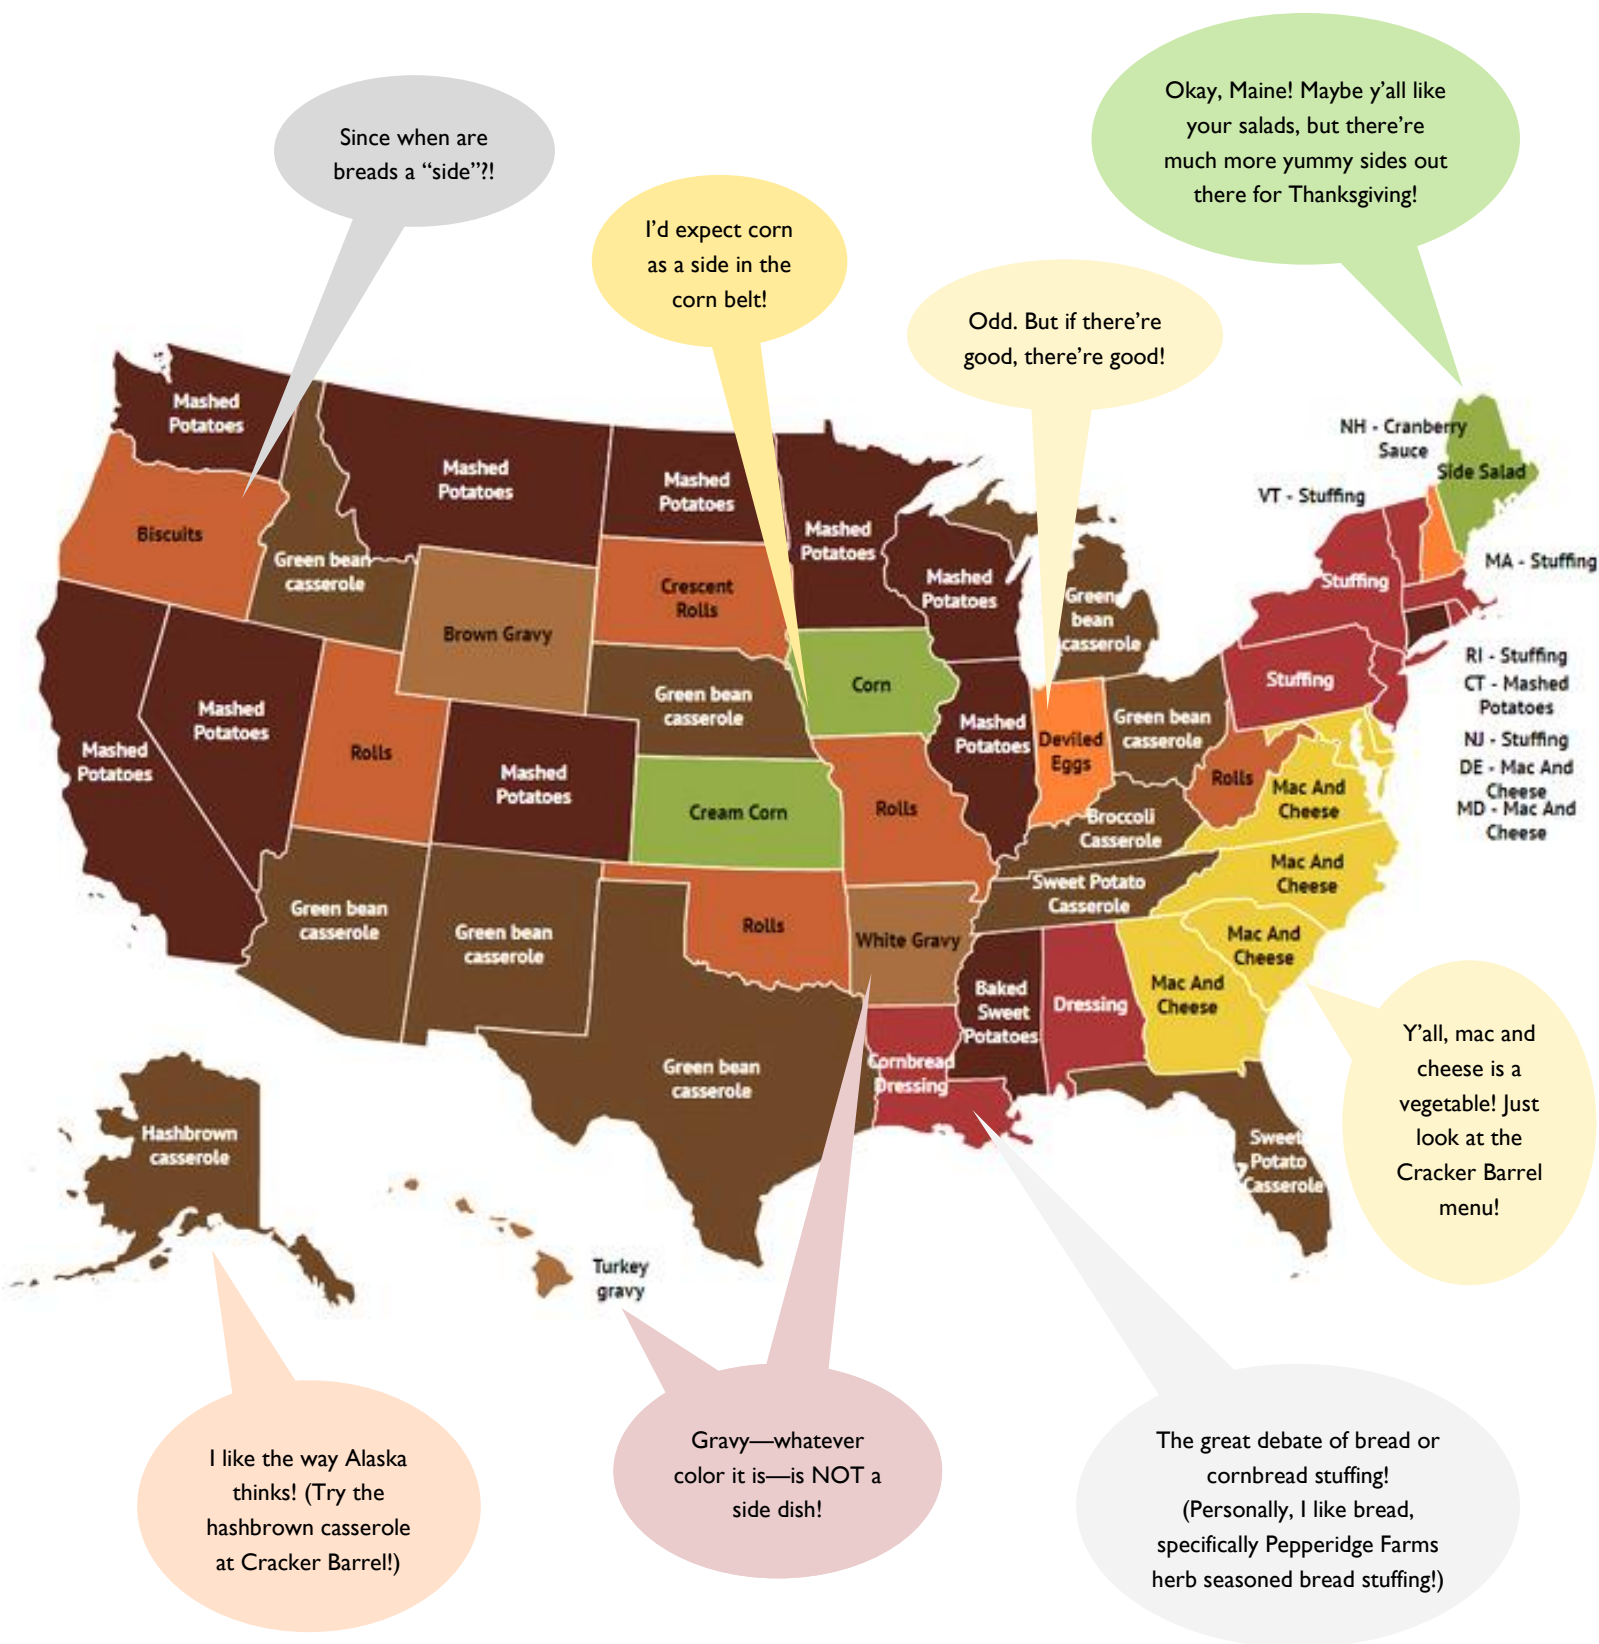 Okay, Maine! Maybe y’all like
your salads, but there’re
much more yummy sides out
there for Thanksgiving!
Since when are
breads a “side”?!
I’d expect corn
as a side in the
corn belt!
Odd. But if there’re
good, there’re good!
Mashed
Potatoes
Biscuits
Green bean
casserole
Mashed
Potatoes
Mashed
Potatoes
Mashed
Potatoes
Mashed
Potatoes
Green
bean
casserole
NH - Cranberry
Sauce
Side Salad
VT - Stuffing
MA - Stuffing
Stuffing
Brown Gravy
Crescent
Rolls
Corn
Stuffing
RI - Stuffing
CT - Mashed
Potatoes
NJ - Stuffing
DE - Mac And
Cheese
MD - Mac And
Cheese
Mashed
Potatoes
Mashed
Potatoes
Rolls
Mashed
Potatoes
Green bean
casserole
Cream Corn
Rolls
Mashed
Potatoes
Deviled
Eggs
Green bean
casserole
Rolls
Mac And
Cheese
Broccoli
Casserole
Mac And
Cheese
Sweet Potato
Casserole
Green bean
casserole
Green bean
casserole
Rolls
White Gravy
Mac And
Cheese
Mac And
Cheese
Baked
Sweet
Potatoes
Dressing
Cornbread
Dressing
Green bean
casserole
Sweet
Potato
Casserole
Hashbrown
casserole
Turkey
gravy
Y’all, mac and
cheese is a
vegetable! Just
look at the
Cracker Barrel
menu!
I like the way Alaska
thinks! (Try the
hashbrown casserole
at Cracker Barrel!)
Gravy—whatever
color it is—is NOT a
side dish!
The great debate of bread or
cornbread stuffing!
(Personally, I like bread,
specifically Pepperidge Farms
herb seasoned bread stuffing!)